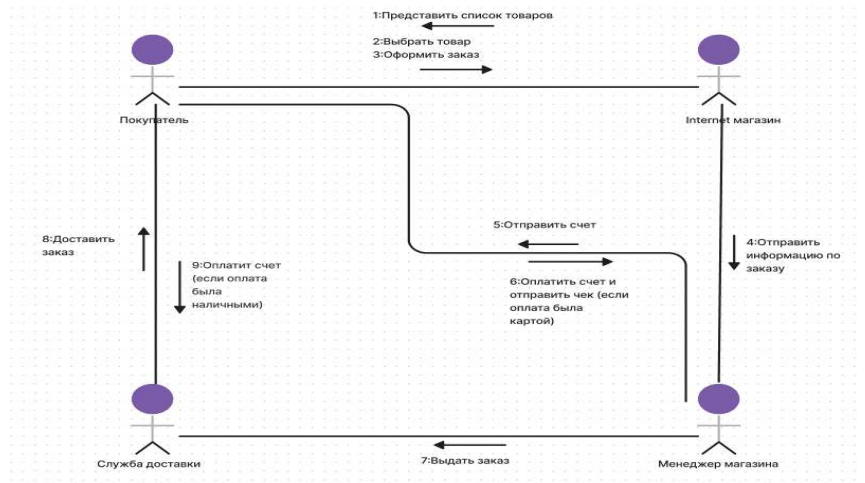 1:Представить список товаров
2:Выбрать товар
3:Оформить заказ
Покупатель
Internet магазин
5:Отправить счет
8:Доставить
заказ
4:Отправить
информацию по
заказу
9:Оплатит счет
(если оплата
была
наличными)
6:Оплатить счет и
отправить чек (если
оплата была
картой)
Служба доставки
7:Выдать заказ
Менеджер магазина